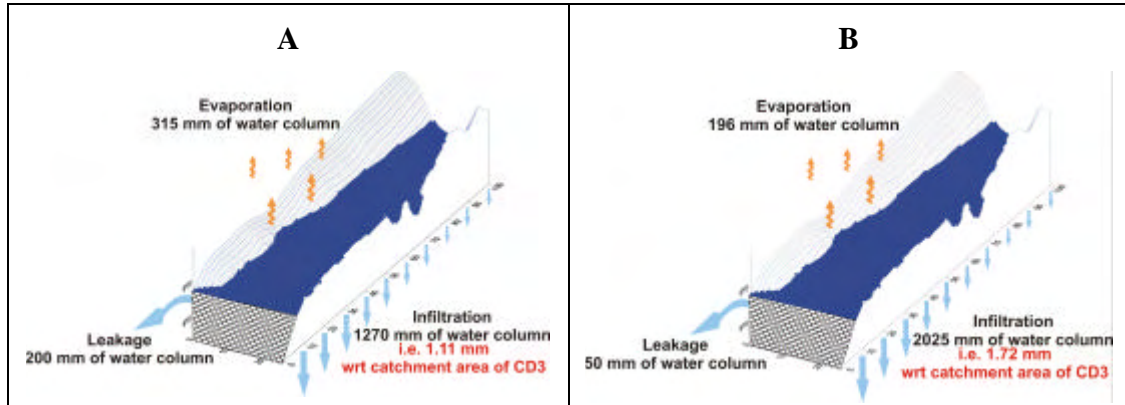 A
Evaporation
315 mm of water column
Leakage
200 mm of water column
Infiltration
1270 mm of water column
i.e. 1.11 mm
wrt catchment area of CD3
B
Evaporation
196 mm of water column
Leakage
50 mm of water column
Infiltration
2025 mm of water column
i.e. 1.72 mm
wrt catchment area of CD3